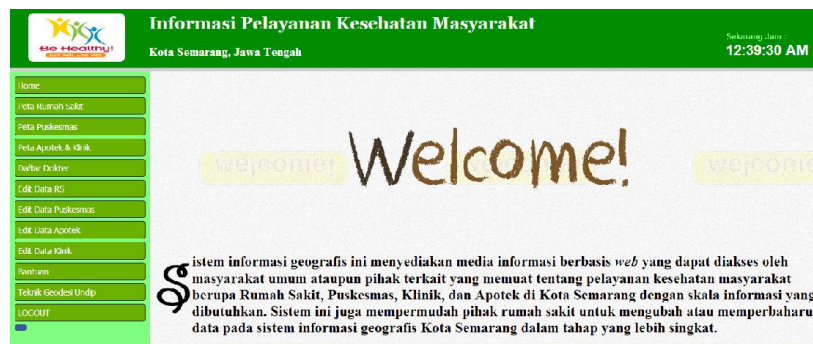 Informasi Pelayanan Kesehatan Masyarakat
Kota Semarang, Jawa Tengah
Be Healthy!
Sekarang Jam :
12:39:30 AM
Home
Peta Rumah Sakit
Peta Puskesmas
Peta Apotek & Klinik
Daftar Dokter
Edit Data RS
Edit Data Puskesmas
Edit Data Apotek
Edit Data Klinik
Bantuan
Teknik Geodesi Undip
LOGOUT
Welcome!
Sistem informasi geografis ini menyediakan media informasi berbasis web yang dapat diakses oleh
masyarakat umum ataupun pihak terkait yang memuat tentang pelayanan kesehatan masyarakat
berupa Rumah Sakit, Puskesmas, Klinik, dan Apotek di Kota Semarang dengan skala informasi yang
dibutuhkan. Sistem ini juga mempermudah pihak rumah sakit untuk mengubah atau memperbaharu
data pada sistem informasi geografis Kota Semarang dalam tahap yang lebih singkat.